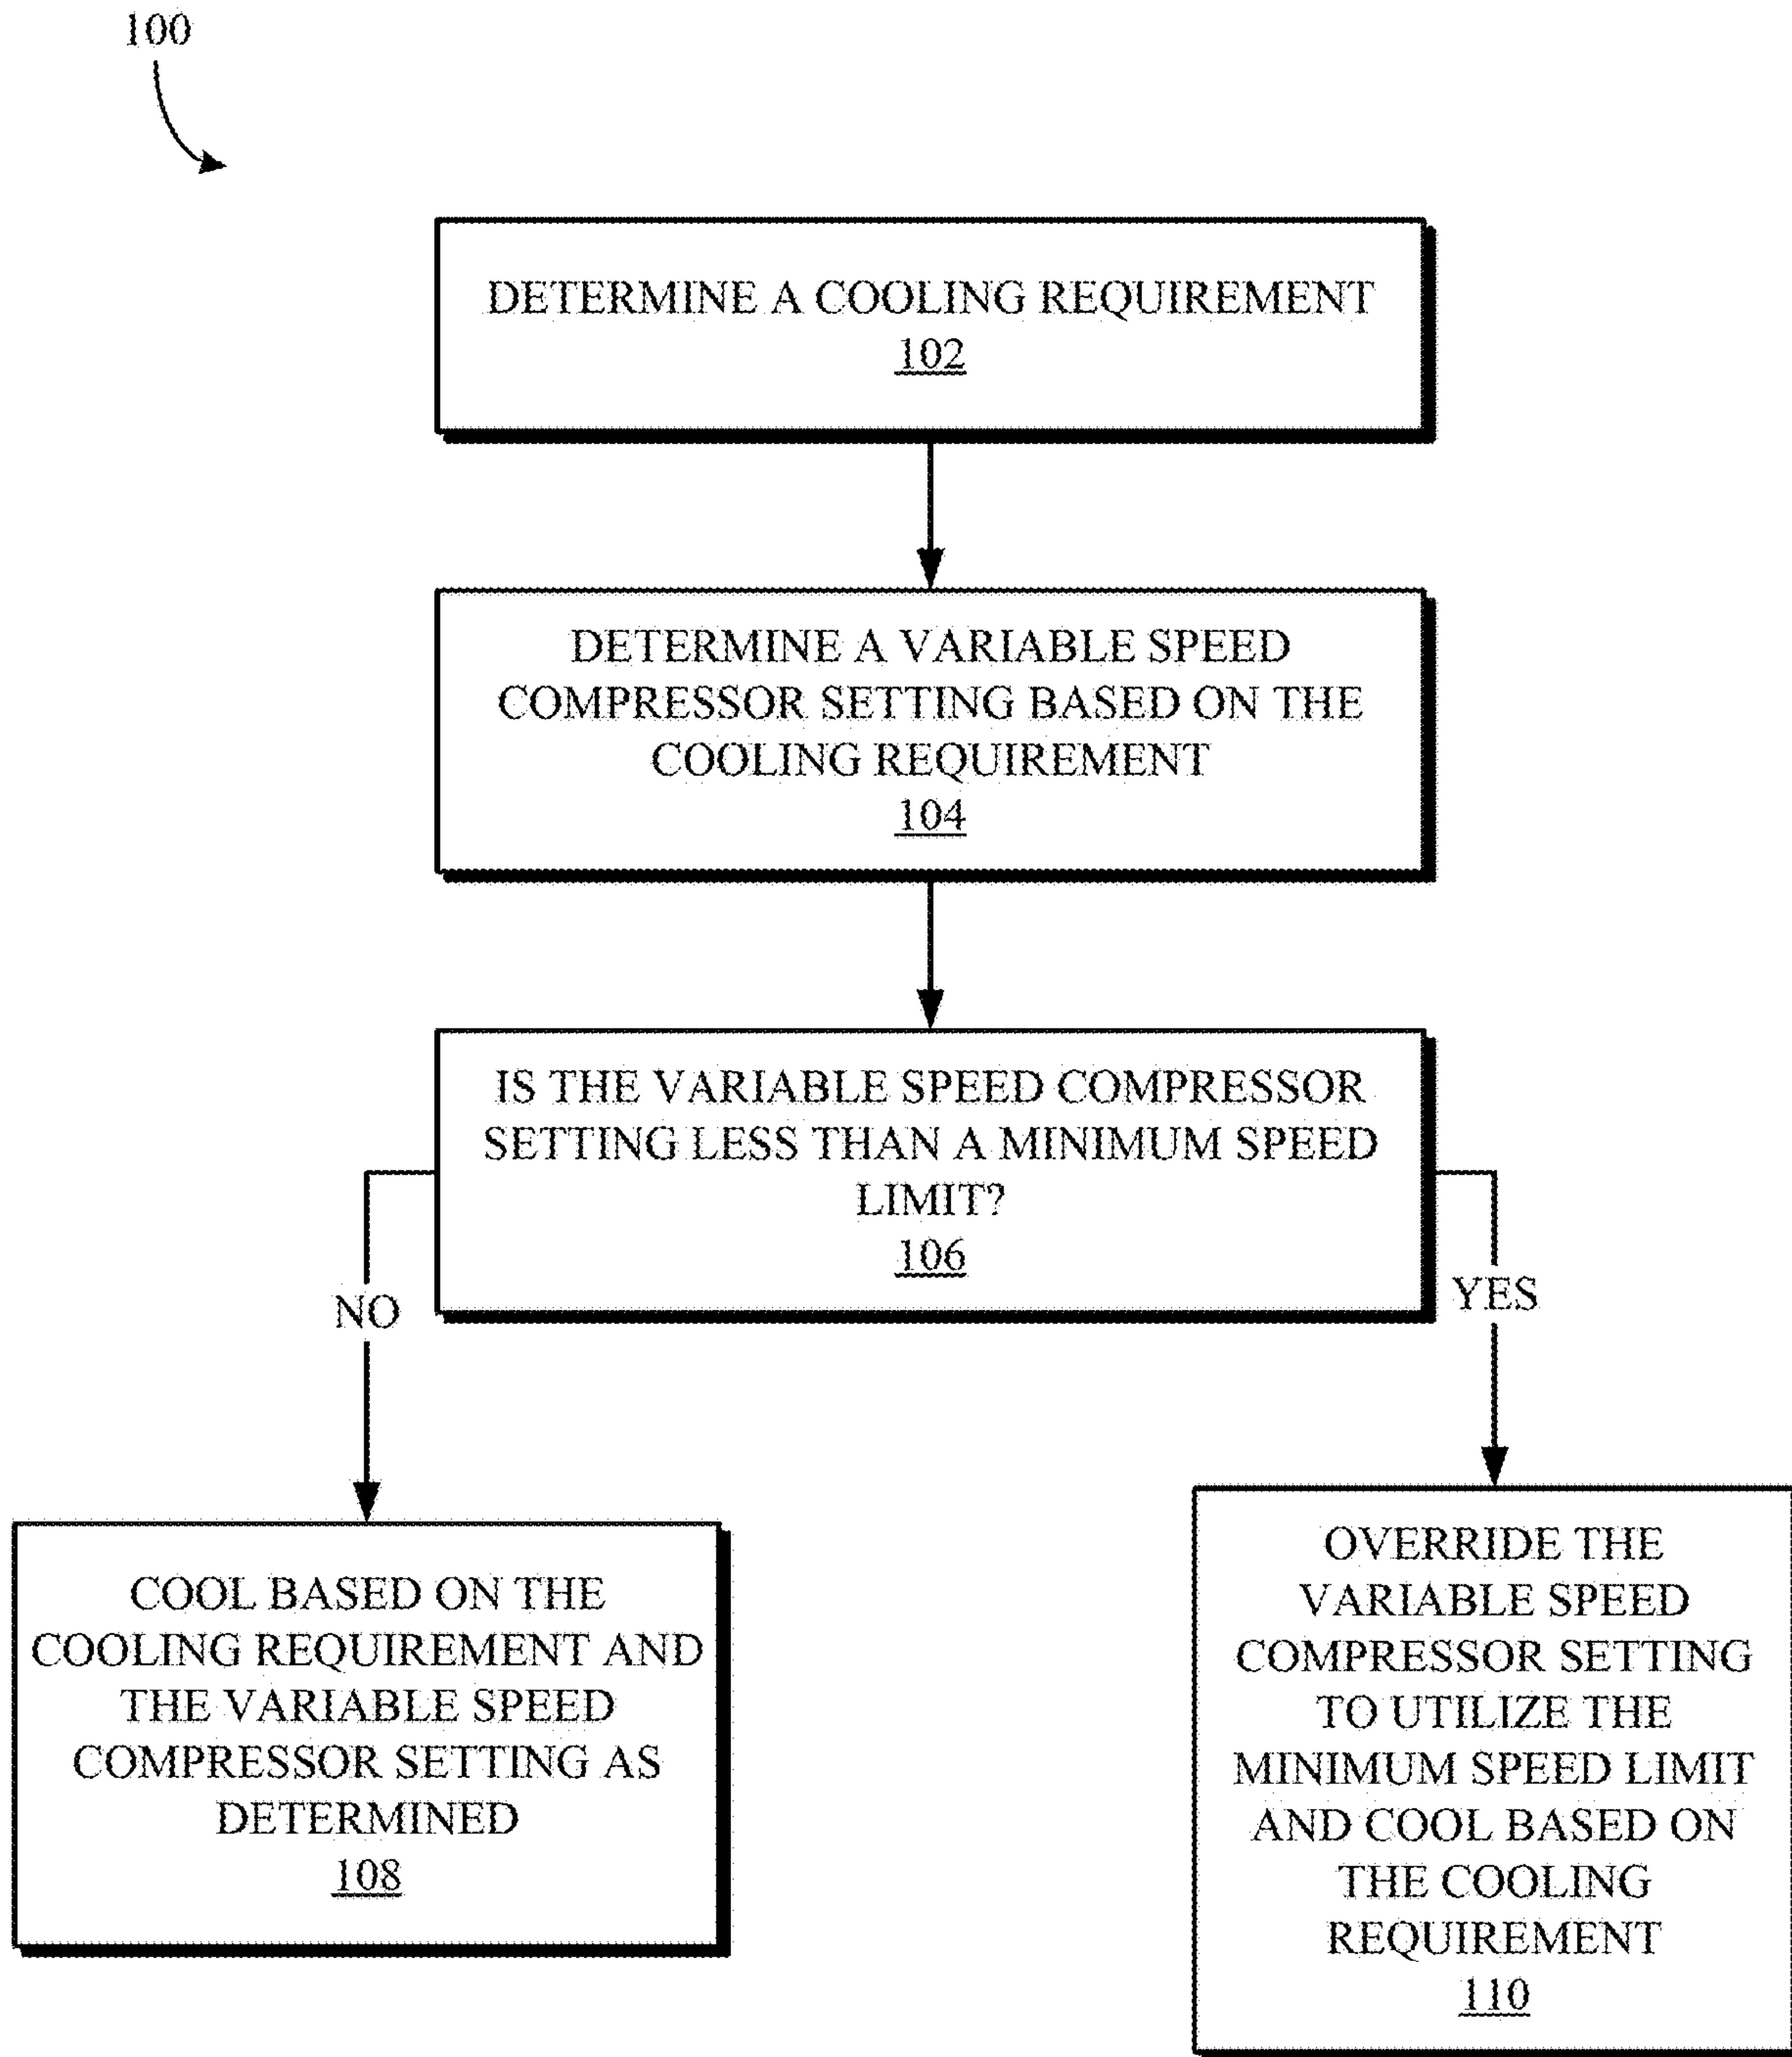 100
DETERMINE A COOLING REQUIREMENT
102
DETERMINE A VARIABLE SPEED
COMPRESSOR SETTING BASED ON THE
COOLING REQUIREMENT
104
IS THE VARIABLE SPEED COMPRESSOR
SETTING LESS THAN A MINIMUM SPEED
LIMIT?
106
NO
YES
COOL BASED ON THE
COOLING REQUIREMENT AND
THE VARIABLE SPEED
COMPRESSOR SETTING AS
DETERMINED
108
OVERRIDE THE
VARIABLE SPEED
COMPRESSOR SETTING
TO UTILIZE THE
MINIMUM SPEED LIMIT
AND COOL BASED ON
THE COOLING
REQUIREMENT
110